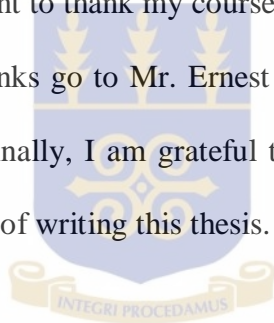 nt to thank my course
nks go to Mr. Ernest
nally, I am grateful t
of writing this thesis.
INTEGRI PROCEDAMUS